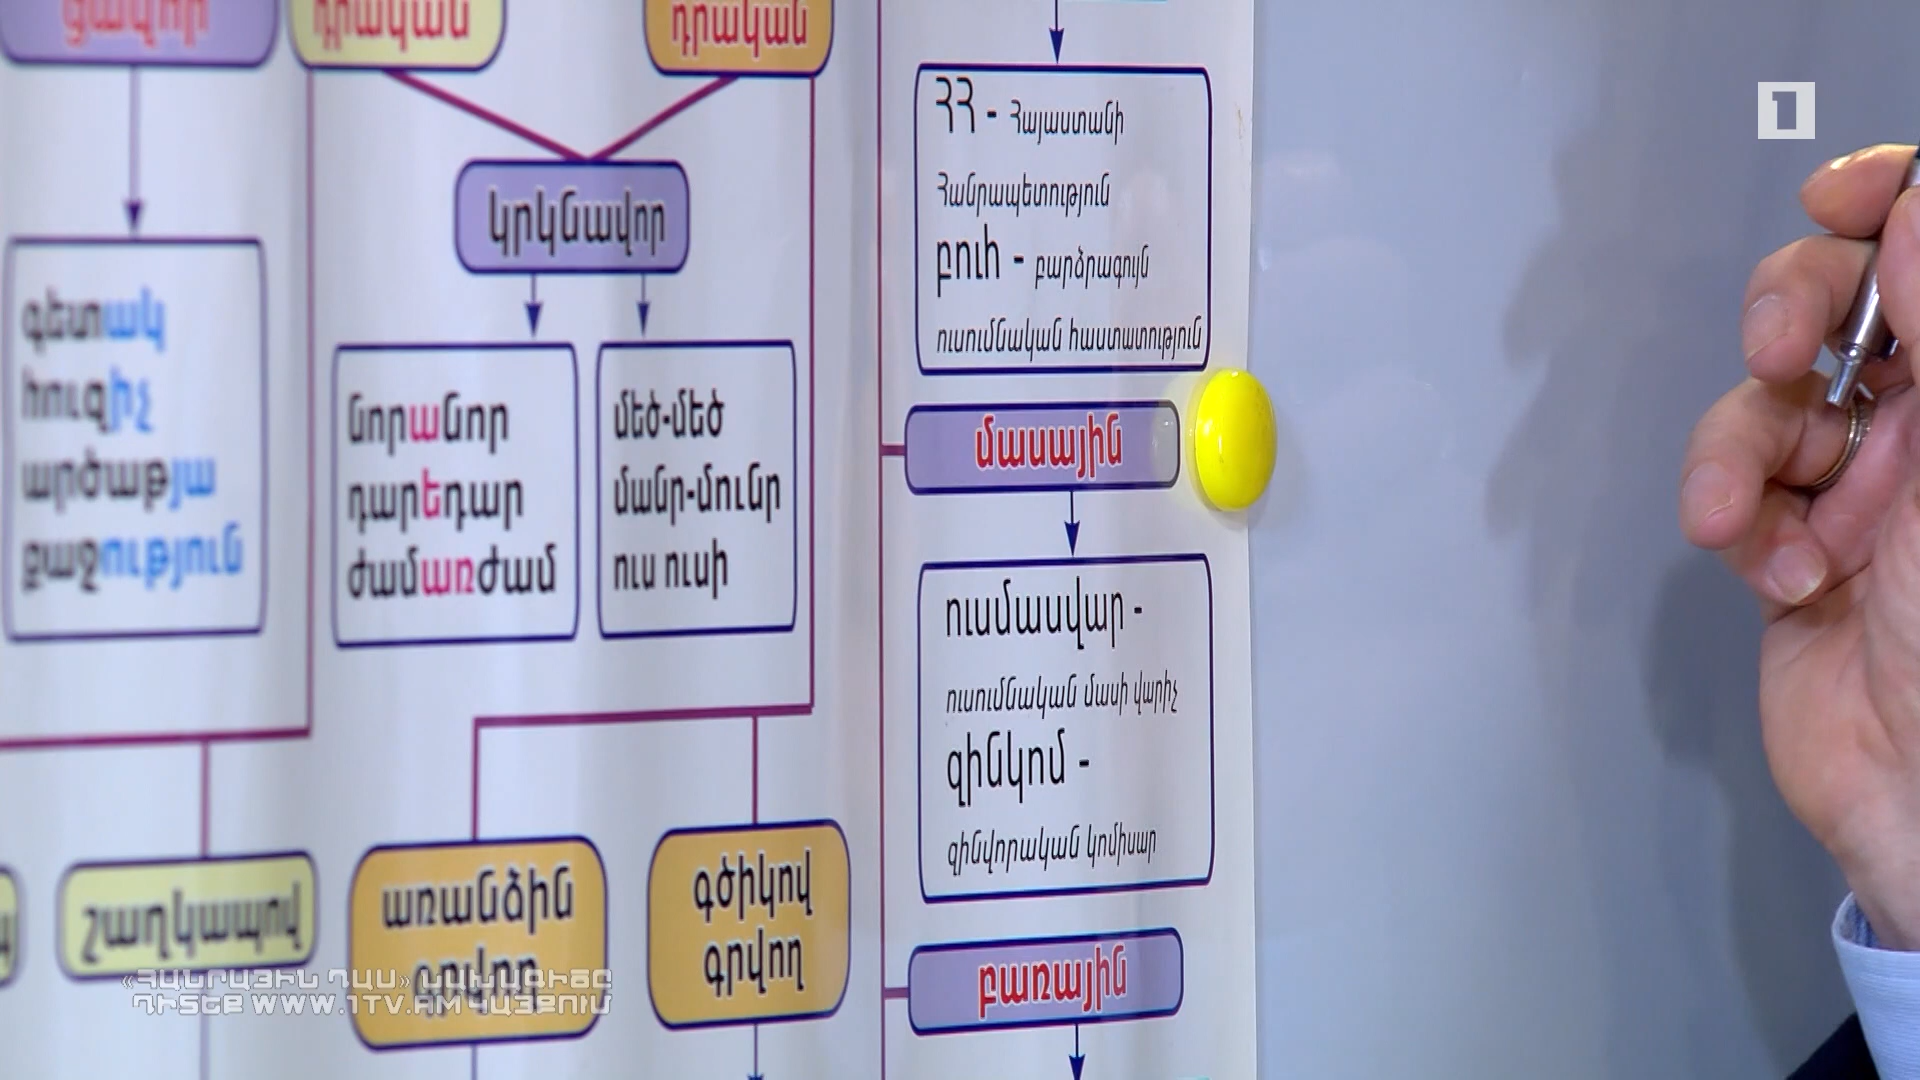 դրական
դրական
կրկնավոր
գետակ
հուզիչ
արծաթյա
քաջություն
նորանոր
դարեդար
ժամառժամ
մեծ-մեծ
մանր-մունր
ուս ուսի
ՀՀ - Հայաստանի
Հանրապետություն
բուհ - բարձրագույն
ուսումնական հաստատություն
մասային
ուսմասվար -
ուսումնական մասի վարիչ
զինկոմ -
զինվորական կոմիսար
բառային
շաղկապով
առանձին
գրվող
գծիկով
գրվող
1
«ՀԱՆՐԱՅԻՆ ԴԱՍ» ՆԱԽԱԳԻԾԸ
ԴԻՏԵՔ WWW.1TV.AM ԿԱՅՔՈՒՄ